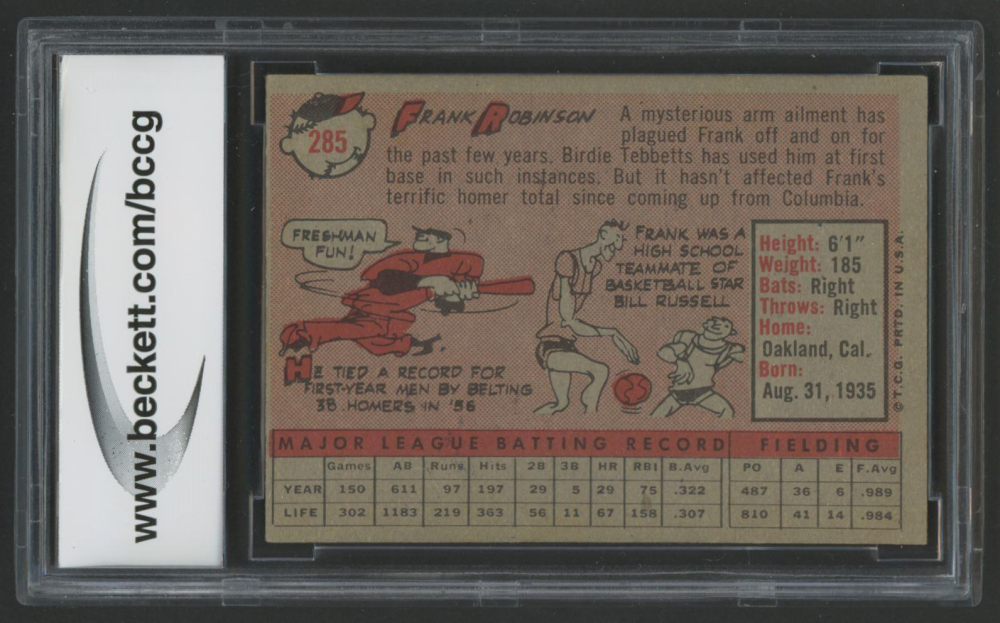 www.beckett.com/bccg
285
FRANK ROBINSON
A mysterious arm ailment has
plagued Frank off and on for
the past few years. Birdie Tebbetts has used him at first
base in such instances. But it hasn't affected Frank's
terrific homer total since coming up from Columbia.
FRESHMAN
FUN!
HE TIED A RECORD FOR
FIRST-YEAR MEN BY BELTING
38 HOMERS IN '56
FRANK WAS A
HIGH SCHOOL
TEAMMATE OF
BASKETBALL STAR
BILL RUSSELL
Height: 6'1"
Weight: 185
Bats: Right
Throws: Right
Home:
Oakland, Cal.
Born:
Aug. 31, 1935
© T.C.G. PRTD. IN U.S.A.
MAJOR LEAGUE BATTING RECORD FIELDING
Games AB Runs Hits 2B 3B HR RBI B.Avg PO A E F.Avg
YEAR 150 611 97 197 29 5 29 75 .322 487 36 6 .989
LIFE 302 1183 219 363 56 11 67 158 .307 810 41 14 .984